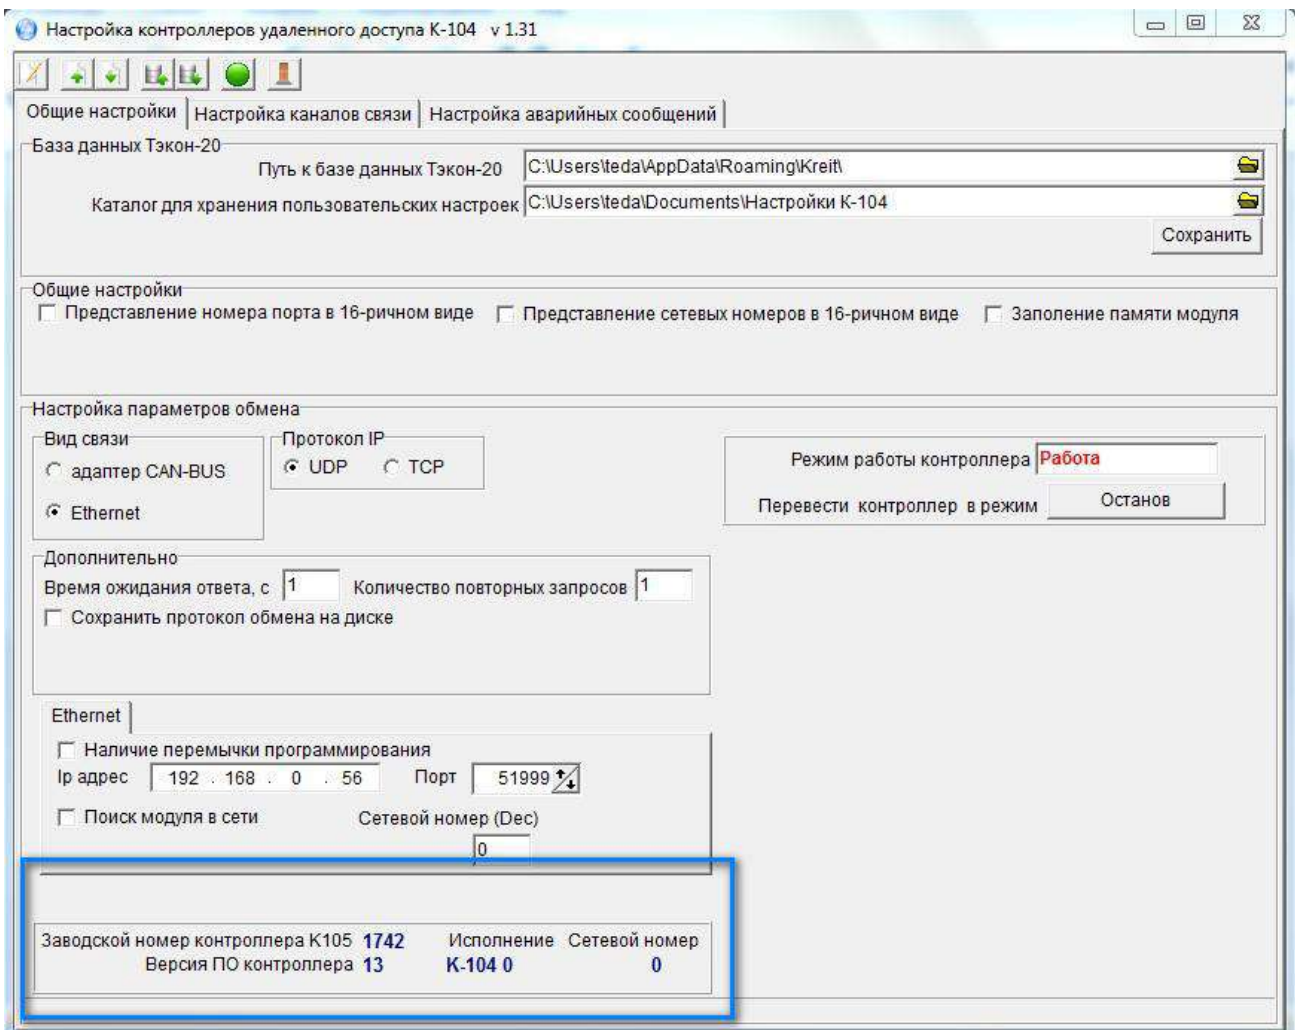 Настройка контроллеров удаленного доступа К-104 v 1.31
Общие настройки Настройка каналов связи Настройка аварийных сообщений
База данных Тэкон-20
Путь к базе данных Тэкон-20 C:\Users\teda\AppData\Roaming\Kreit\
Каталог для хранения пользовательских настроек C:\Users\teda\Documents\Настройки К-104
Сохранить
Общие настройки
Представление номера порта в 16-ричном виде Представление сетевых номеров в 16-ричном виде Заполение памяти модуля
Настройка параметров обмена
Вид связи Протокол IP
адаптер CAN-BUS UDP TCP Режим работы контроллера Работа
Ethernet Перевести контроллер в режим Останов
Дополнительно
Время ожидания ответа, с 1 Количество повторных запросов 1
Сохранить протокол обмена на диске
Ethernet
Наличие перемычки программирования
Ip адрес 192 . 168 . 0 . 56 Порт 51999
Поиск модуля в сети Сетевой номер (Dec)
0
Заводской номер контроллера К105 1742 Исполнение Сетевой номер
Версия ПО контроллера 13 К-104 0 0